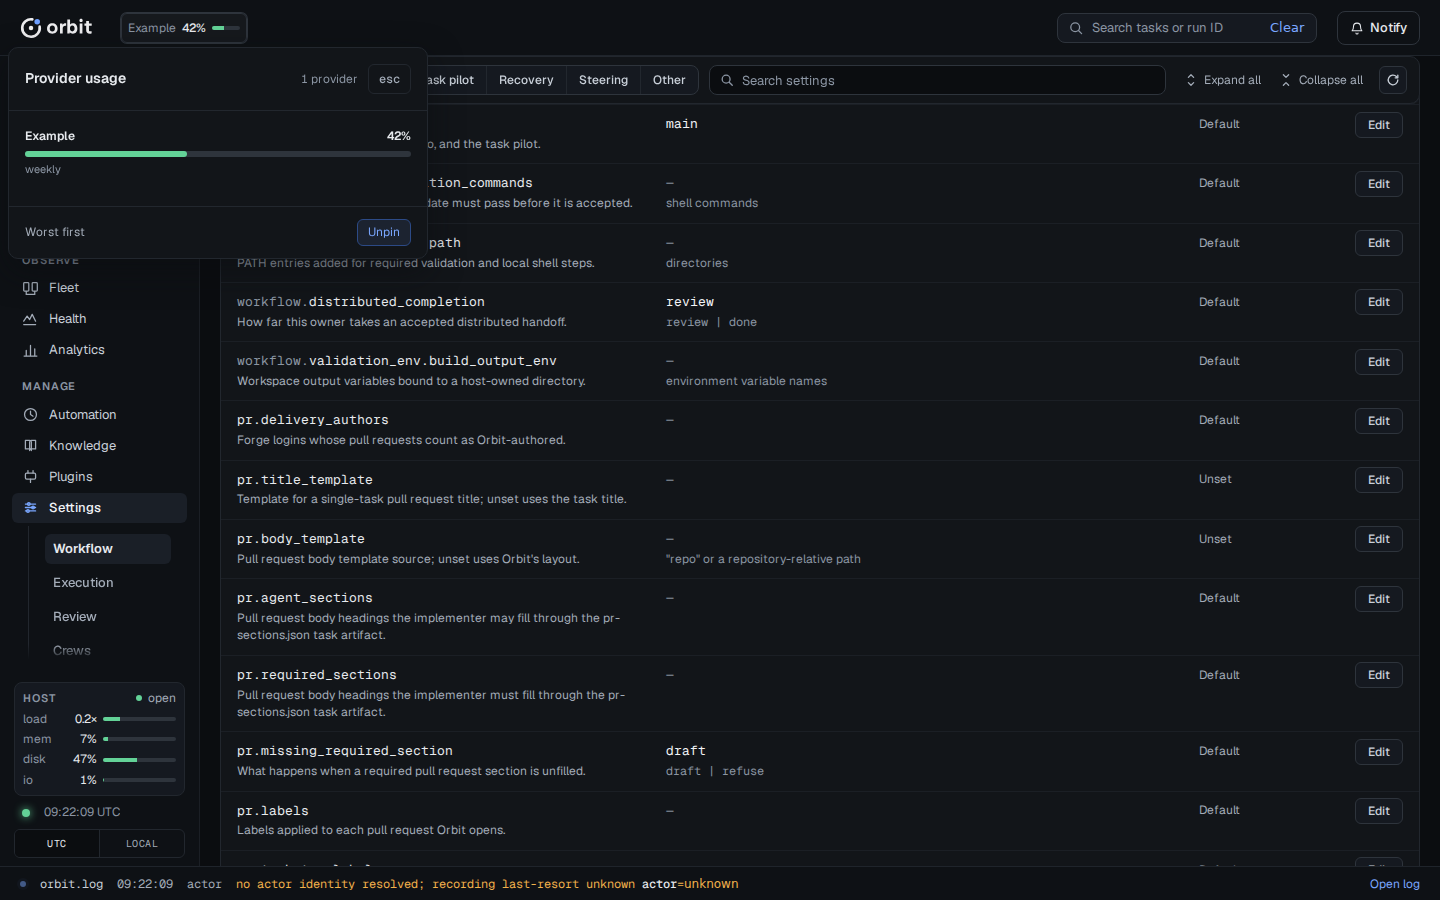 orbit
Example 42%
Search tasks or run ID
Clear
Notify
Provider usage
1 provider
esc
Example
42%
weekly
Worst first
Unpin
ask pilot
Recovery
Steering
Other
Search settings
Expand all
Collapse all
main
Default
Edit
o, and the task pilot.
tion_commands
–
Default
Edit
date must pass before it is accepted.
shell commands
path
–
Default
Edit
PATH entries added for required validation and local shell steps.
directories
workflow.distributed_completion
review
Default
Edit
How far this owner takes an accepted distributed handoff.
review | done
workflow.validation_env.build_output_env
–
Default
Edit
Workspace output variables bound to a host-owned directory.
environment variable names
pr.delivery_authors
–
Default
Edit
Forge logins whose pull requests count as Orbit-authored.
pr.title_template
–
Unset
Edit
Template for a single-task pull request title; unset uses the task title.
pr.body_template
–
Unset
Edit
Pull request body template source; unset uses Orbit's layout.
"repo" or a repository-relative path
pr.agent_sections
–
Default
Edit
Pull request body headings the implementer may fill through the pr-
sections.json task artifact.
pr.required_sections
–
Default
Edit
Pull request body headings the implementer must fill through the pr-
sections.json task artifact.
pr.missing_required_section
draft
Default
Edit
What happens when a required pull request section is unfilled.
draft | refuse
pr.labels
–
Default
Edit
Labels applied to each pull request Orbit opens.
OBSERVE
Fleet
Health
Analytics
MANAGE
Automation
Knowledge
Plugins
Settings
Workflow
Execution
Review
Crews
HOST
open
load 0.2×
mem 7%
disk 47%
io 1%
09:22:09 UTC
UTC
LOCAL
orbit.log 09:22:09 actor no actor identity resolved; recording last-resort unknown actor=unknown
Open log